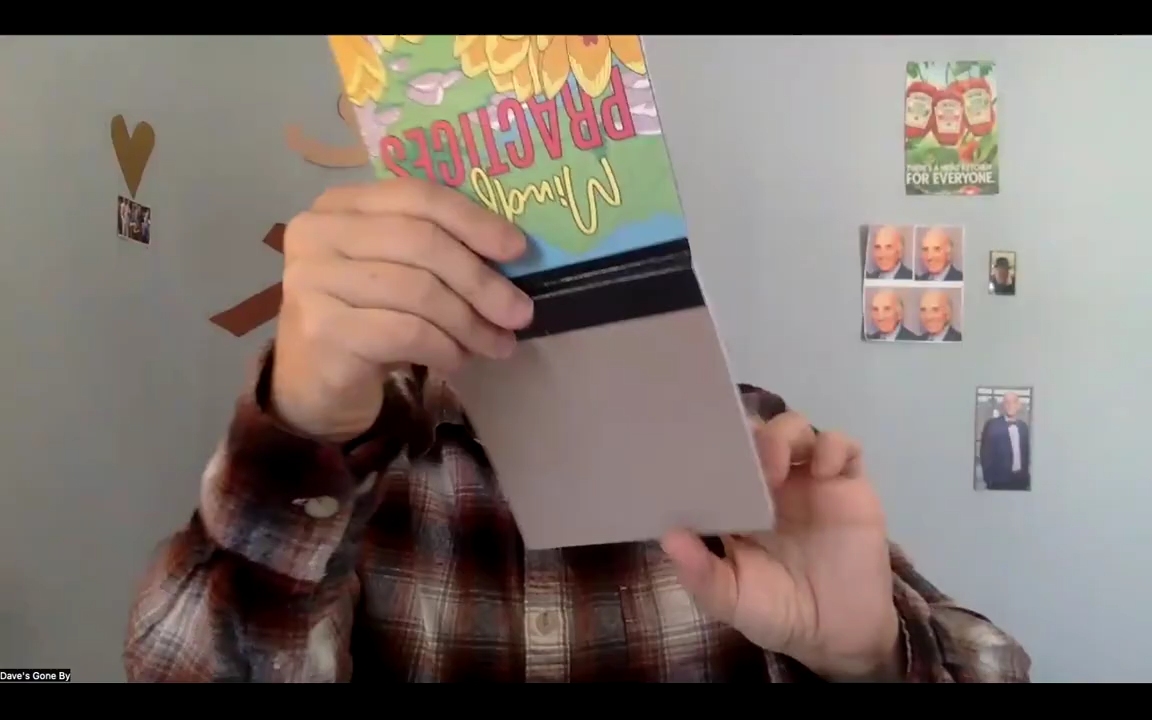 THERE'S A HEINZ KETCHUP
FOR EVERYONE.
PRACTICES
Dave's Gone By